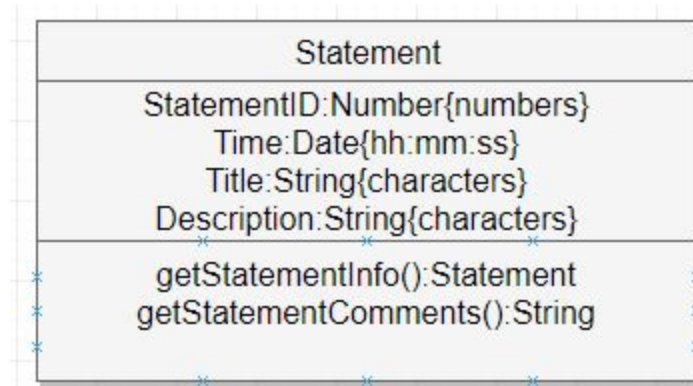 Statement
StatementID:Number{numbers}
Time:Date{hh:mm:ss}
Title:String{characters}
Description:String{characters}
getStatementInfo():Statement
getStatementComments():String